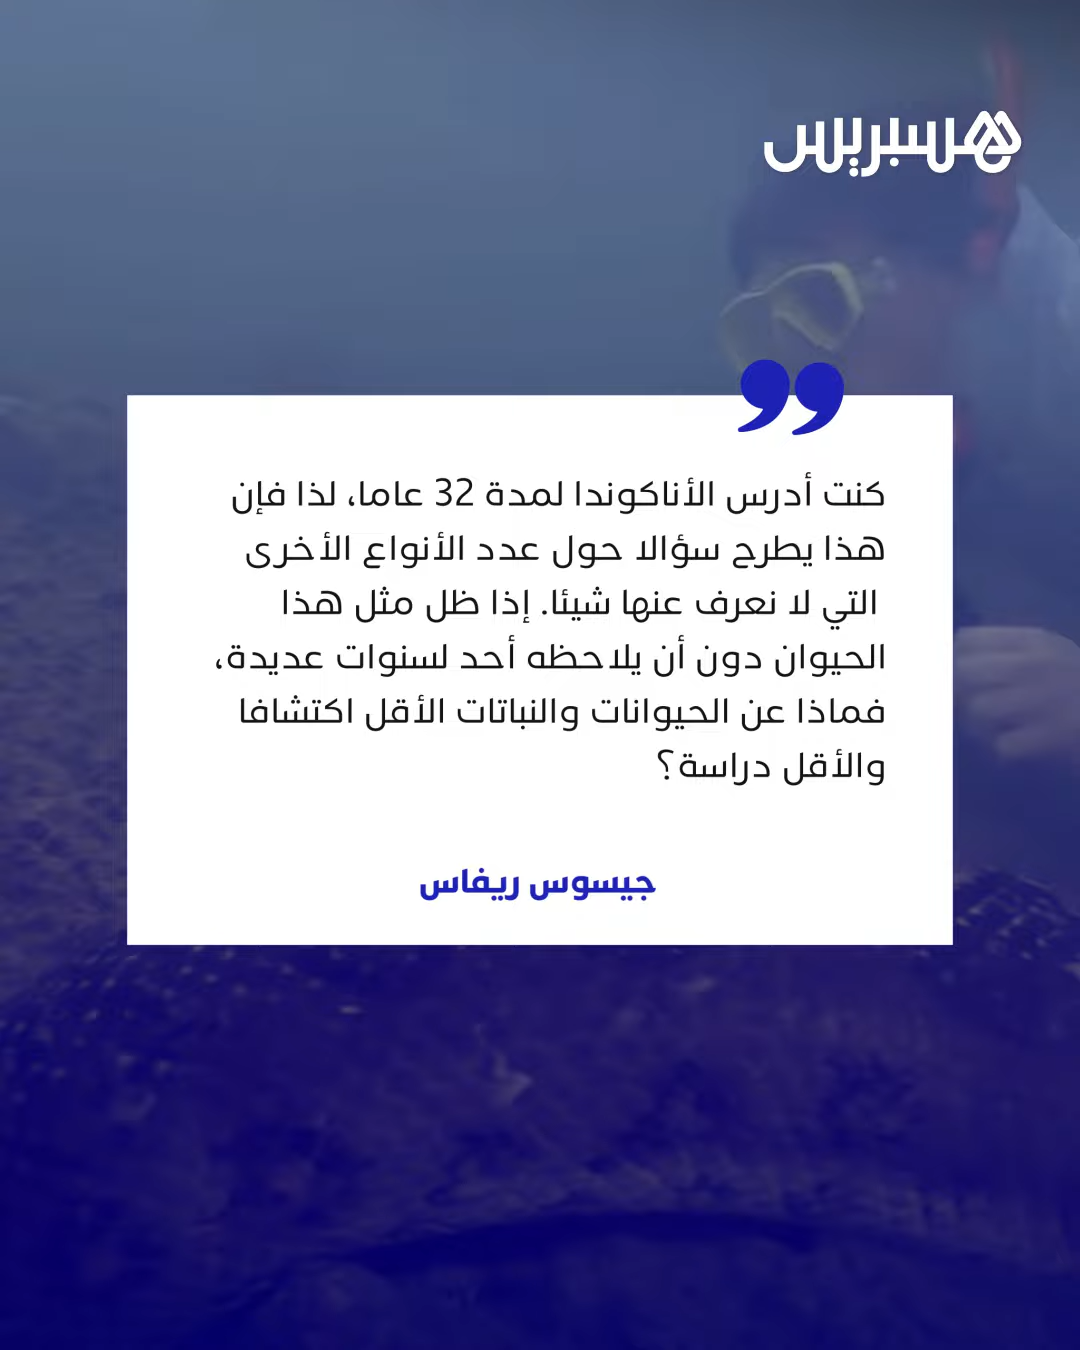 هسبريس
كنت أدرس الأناكوندا لمدة 32 عاما، لذا فإن
هذا يطرح سؤالا حول عدد الأنواع الأخرى
التي لا نعرف عنها شيئا. إذا ظل مثل هذا
الحيوان دون أن يلاحظه أحد لسنوات عديدة،
فماذا عن الحيوانات والنباتات الأقل اكتشافا
والأقل دراسة؟
جيسوس ريفاس